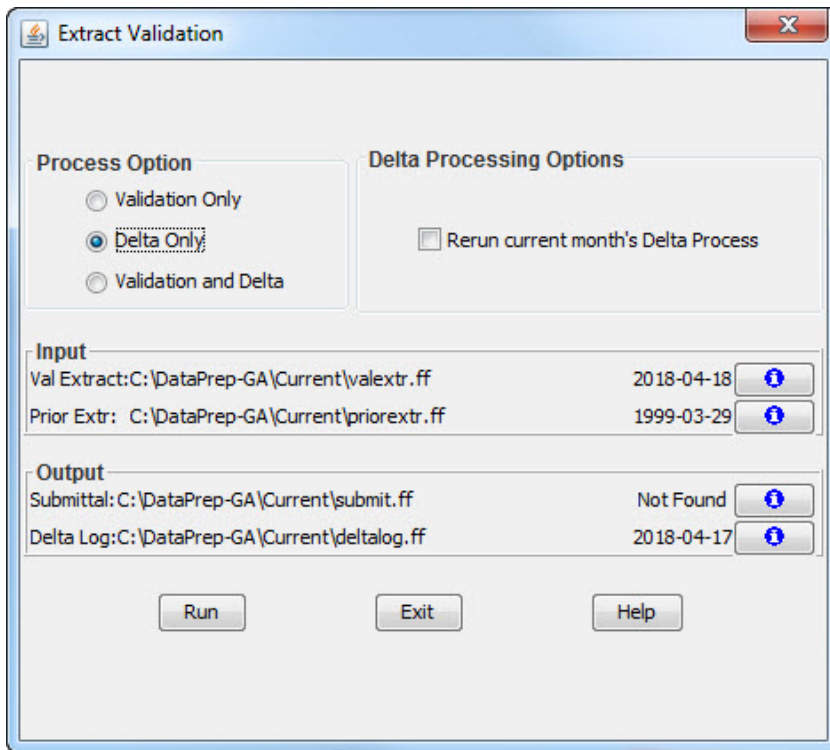 Extract Validation
Process Option
Validation Only
Delta Only
Validation and Delta
Delta Processing Options
Rerun current month's Delta Process
Input
Val Extract:C:\DataPrep-GA\Current\valextr.ff 2018-04-18
Prior Extr: C:\DataPrep-GA\Current\priorextr.ff 1999-03-29
Output
Submittal:C:\DataPrep-GA\Current\submit.ff Not Found
Delta Log:C:\DataPrep-GA\Current\deltalog.ff 2018-04-17
Run Exit Help